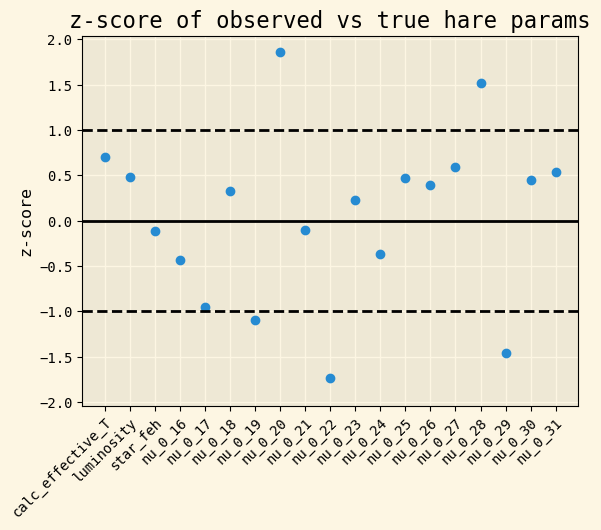 z-score of observed vs true hare params
z-score
2.0
1.5
1.0
0.5
0.0
−0.5
−1.0
−1.5
−2.0
calc_effective_T
luminosity
star_feh
nu_0_16
nu_0_17
nu_0_18
nu_0_19
nu_0_20
nu_0_21
nu_0_22
nu_0_23
nu_0_24
nu_0_25
nu_0_26
nu_0_27
nu_0_28
nu_0_29
nu_0_30
nu_0_31